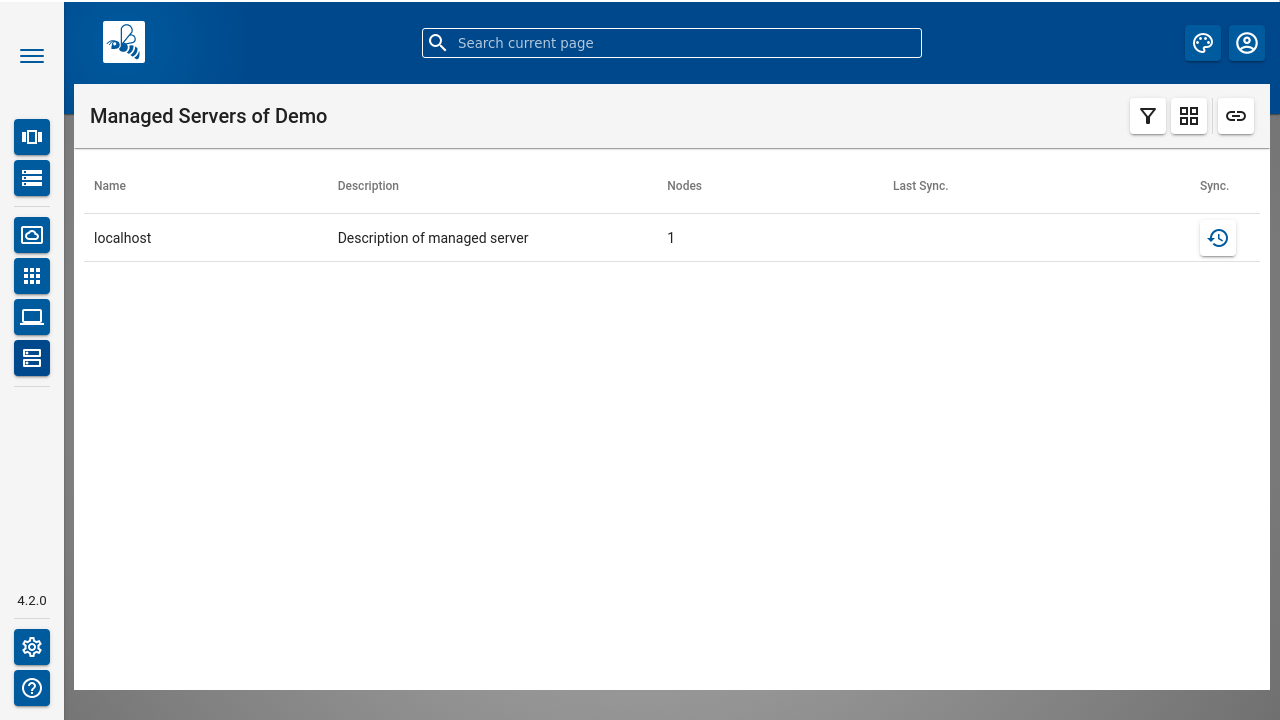 Search current page
Managed Servers of Demo
Name Description Nodes Last Sync. Sync.
localhost Description of managed server 1
4.2.0